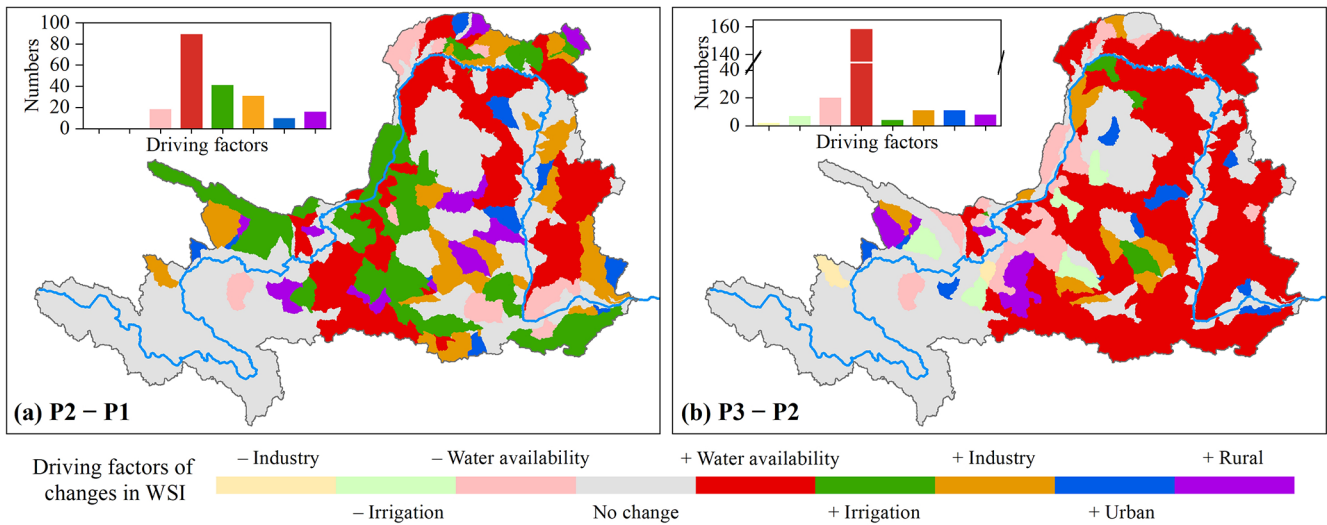 100
80
60
40
20
0
Numbers
Driving factors
(a) P2 − P1
160
140
40
20
0
Numbers
Driving factors
(b) P3 − P2
Driving factors of
changes in WSI
– Industry
– Water availability
+ Water availability
+ Industry
+ Rural
– Irrigation
No change
+ Irrigation
+ Urban